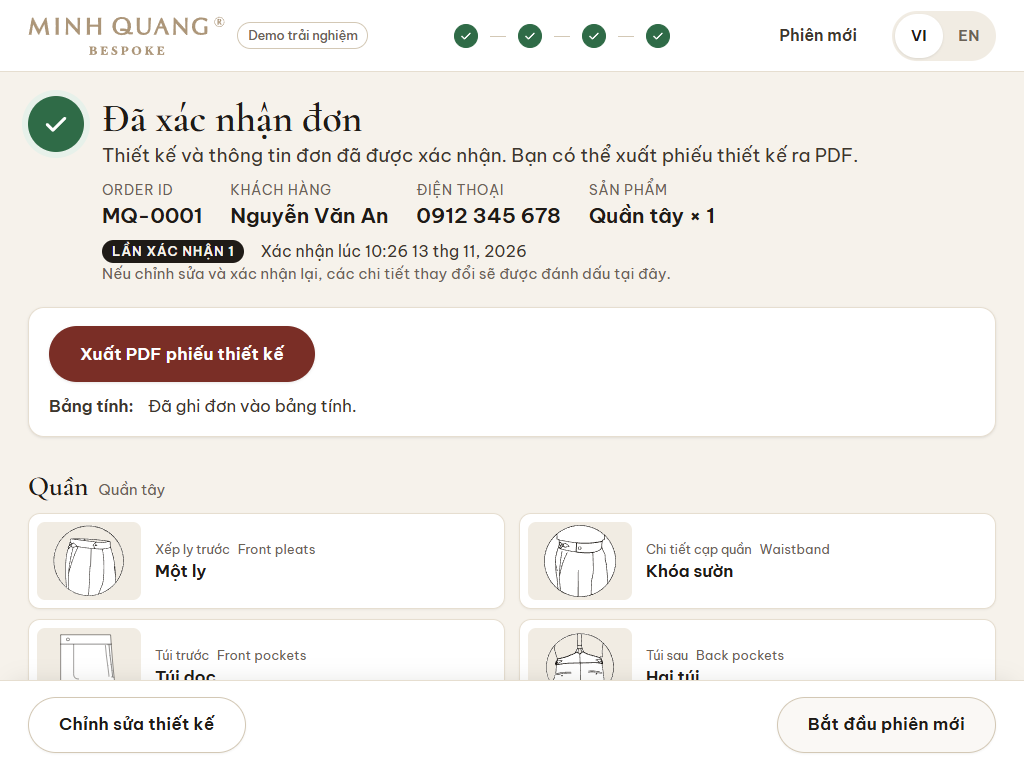 MINH QUANG®
BESPOKE
Demo trải nghiệm
Phiên mới
VI
EN
Đã xác nhận đơn
Thiết kế và thông tin đơn đã được xác nhận. Bạn có thể xuất phiếu thiết kế ra PDF.
ORDER ID
MQ-0001
KHÁCH HÀNG
Nguyễn Văn An
ĐIỆN THOẠI
0912 345 678
SẢN PHẨM
Quần tây × 1
LẦN XÁC NHẬN 1
Xác nhận lúc 10:26 13 thg 11, 2026
Nếu chỉnh sửa và xác nhận lại, các chi tiết thay đổi sẽ được đánh dấu tại đây.
Xuất PDF phiếu thiết kế
Bảng tính: Đã ghi đơn vào bảng tính.
Quần Quần tây
Xếp ly trước Front pleats
Một ly
Chi tiết cạp quần Waistband
Khóa sườn
Túi trước Front pockets
Túi dọc
Túi sau Back pockets
Hai túi
Chỉnh sửa thiết kế
Bắt đầu phiên mới